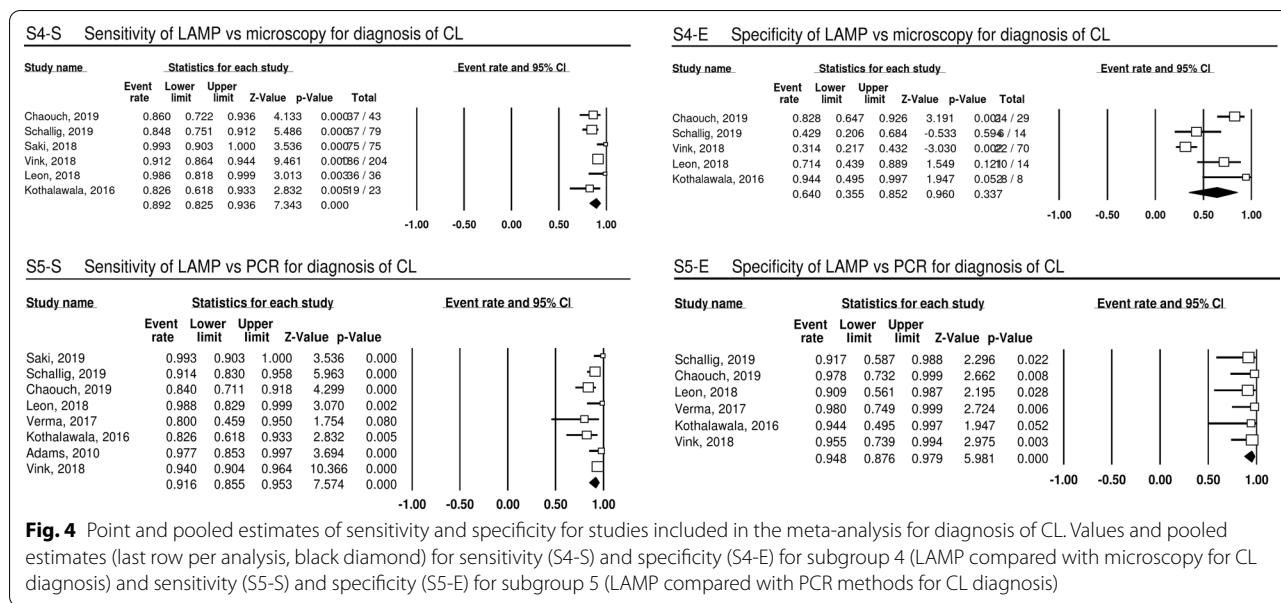 S4-S Sensitivity of LAMP vs microscopy for diagnosis of CL
Study name Statistics for each study Event rate and 95% CI
Event rate Lower limit Upper limit Z-Value p-Value Total
Chaouch, 2019 0.860 0.722 0.936 4.133 0.000 37 / 43
Schallig, 2019 0.848 0.751 0.912 5.486 0.000 67 / 79
Saki, 2018 0.993 0.903 1.000 3.536 0.000 75 / 75
Vink, 2018 0.912 0.864 0.944 9.461 0.000 186 / 204
Leon, 2018 0.986 0.818 0.999 3.013 0.003 36 / 36
Kothalawala, 2016 0.826 0.618 0.933 2.832 0.005 19 / 23
0.892 0.825 0.936 7.343 0.000
-1.00 -0.50 0.00 0.50 1.00
S4-E Specificity of LAMP vs microscopy for diagnosis of CL
Study name Statistics for each study Event rate and 95% CI
Event rate Lower limit Upper limit Z-Value p-Value Total
Chaouch, 2019 0.828 0.647 0.926 3.191 0.001 24 / 29
Schallig, 2019 0.429 0.206 0.684 -0.533 0.594 6 / 14
Vink, 2018 0.314 0.217 0.432 -3.030 0.002 22 / 70
Leon, 2018 0.714 0.439 0.889 1.549 0.121 10 / 14
Kothalawala, 2016 0.944 0.495 0.997 1.947 0.052 8 / 8
0.640 0.355 0.852 0.960 0.337
-1.00 -0.50 0.00 0.50 1.00
S5-S Sensitivity of LAMP vs PCR for diagnosis of CL
Study name Statistics for each study Event rate and 95% CI
Event rate Lower limit Upper limit Z-Value p-Value
Saki, 2019 0.993 0.903 1.000 3.536 0.000
Schallig, 2019 0.914 0.830 0.958 5.963 0.000
Chaouch, 2019 0.840 0.711 0.918 4.299 0.000
Leon, 2018 0.988 0.829 0.999 3.070 0.002
Verma, 2017 0.800 0.459 0.950 1.754 0.080
Kothalawala, 2016 0.826 0.618 0.933 2.832 0.005
Adams, 2010 0.977 0.853 0.997 3.694 0.000
Vink, 2018 0.940 0.904 0.964 10.366 0.000
0.916 0.855 0.953 7.574 0.000
-1.00 -0.50 0.00 0.50 1.00
S5-E Specificity of LAMP vs PCR for diagnosis of CL
Study name Statistics for each study Event rate and 95% CI
Event rate Lower limit Upper limit Z-Value p-Value
Schallig, 2019 0.917 0.587 0.988 2.296 0.022
Chaouch, 2019 0.978 0.732 0.999 2.662 0.008
Leon, 2018 0.909 0.561 0.987 2.195 0.028
Verma, 2017 0.980 0.749 0.999 2.724 0.006
Kothalawala, 2016 0.944 0.495 0.997 1.947 0.052
Vink, 2018 0.955 0.739 0.994 2.975 0.003
0.948 0.876 0.979 5.981 0.000
-1.00 -0.50 0.00 0.50 1.00
Fig. 4 Point and pooled estimates of sensitivity and specificity for studies included in the meta-analysis for diagnosis of CL. Values and pooled
estimates (last row per analysis, black diamond) for sensitivity (S4-S) and specificity (S4-E) for subgroup 4 (LAMP compared with microscopy for CL
diagnosis) and sensitivity (S5-S) and specificity (S5-E) for subgroup 5 (LAMP compared with PCR methods for CL diagnosis)